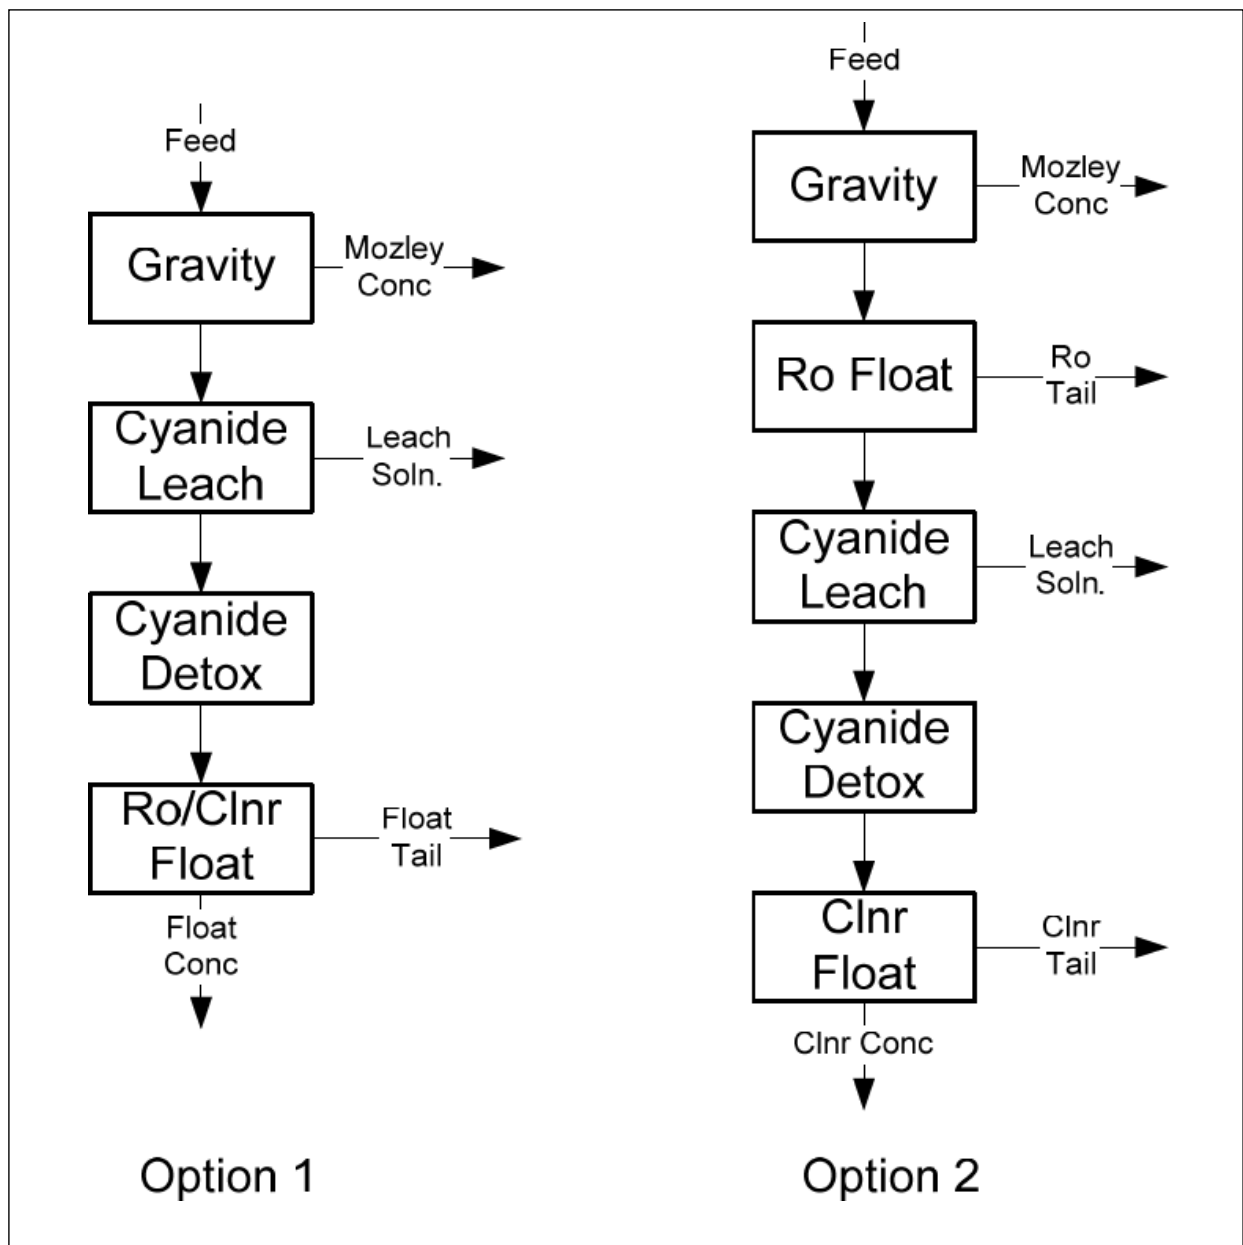 Feed
Gravity
Mozley
Conc
Cyanide
Leach
Leach
Soln.
Cyanide
Detox
Ro/Clnr
Float
Float
Tail
Float
Conc
Option 1
Feed
Gravity
Mozley
Conc
Ro Float
Ro
Tail
Cyanide
Leach
Leach
Soln.
Cyanide
Detox
Clnr
Float
Clnr
Tail
Clnr Conc
Option 2